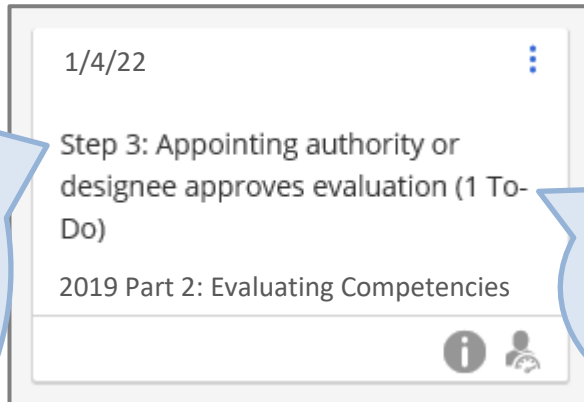 1/4/22
Step 3: Appointing authority or
designee approves evaluation (1 To-
Do)
2019 Part 2: Evaluating Competencies